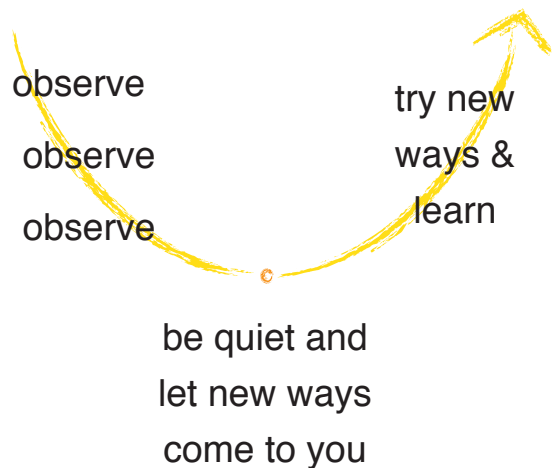 observe
observe
observe
be quiet and
let new ways
come to you
try new
ways &
learn